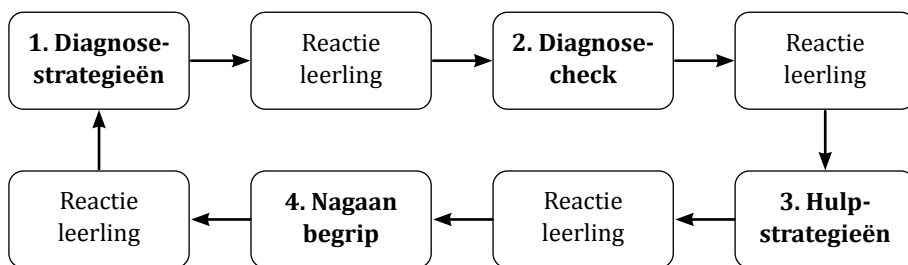 1. Diagnose-
strategieën
Reactie
leerling
2. Diagnose-
check
Reactie
leerling
Reactie
leerling
4. Nagaan
begrip
Reactie
leerling
3. Hulp-
strategieën